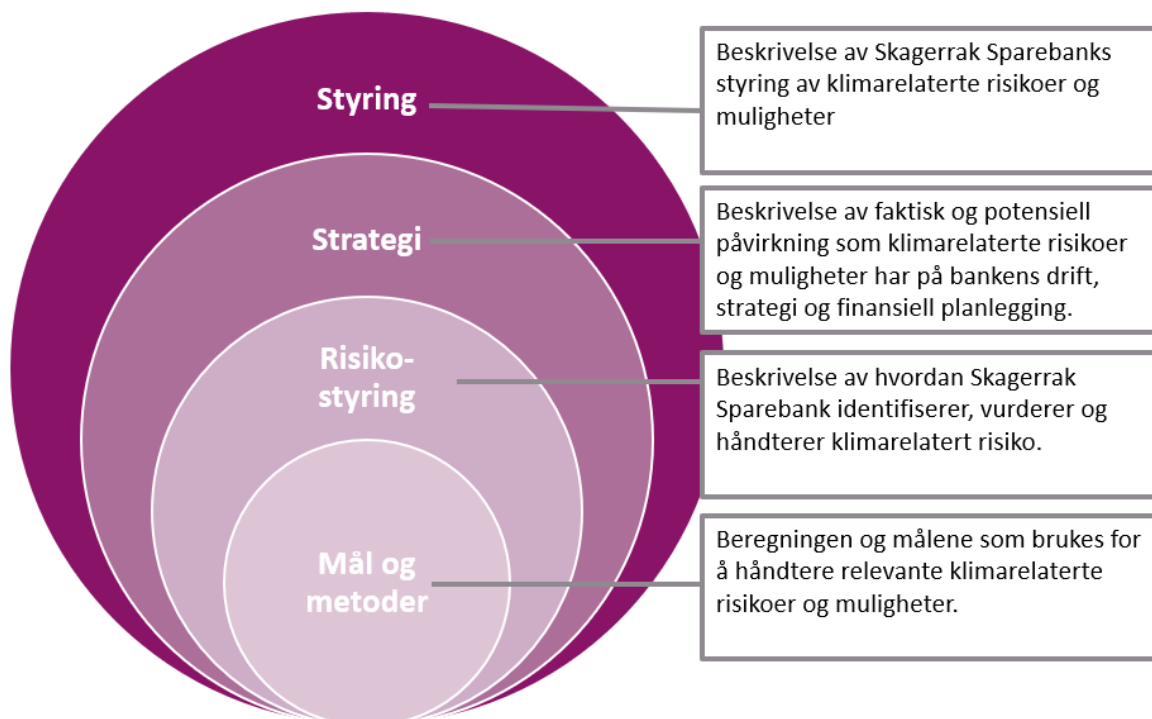 Styring
Beskrivelse av Skagerrak Sparebanks
styring av klimarelaterte risikoer og
muligheter
Strategi
Beskrivelse av faktisk og potensiell
påvirkning som klimarelaterte risikoer
og muligheter har på bankens drift,
strategi og finansiell planlegging.
Risiko-
styring
Beskrivelse av hvordan Skagerrak
Sparebank identifiserer, vurderer og
håndterer klimarelatert risiko.
Mål og
metoder
Beregningen og målene som brukes for
å håndtere relevante klimarelaterte
risikoer og muligheter.